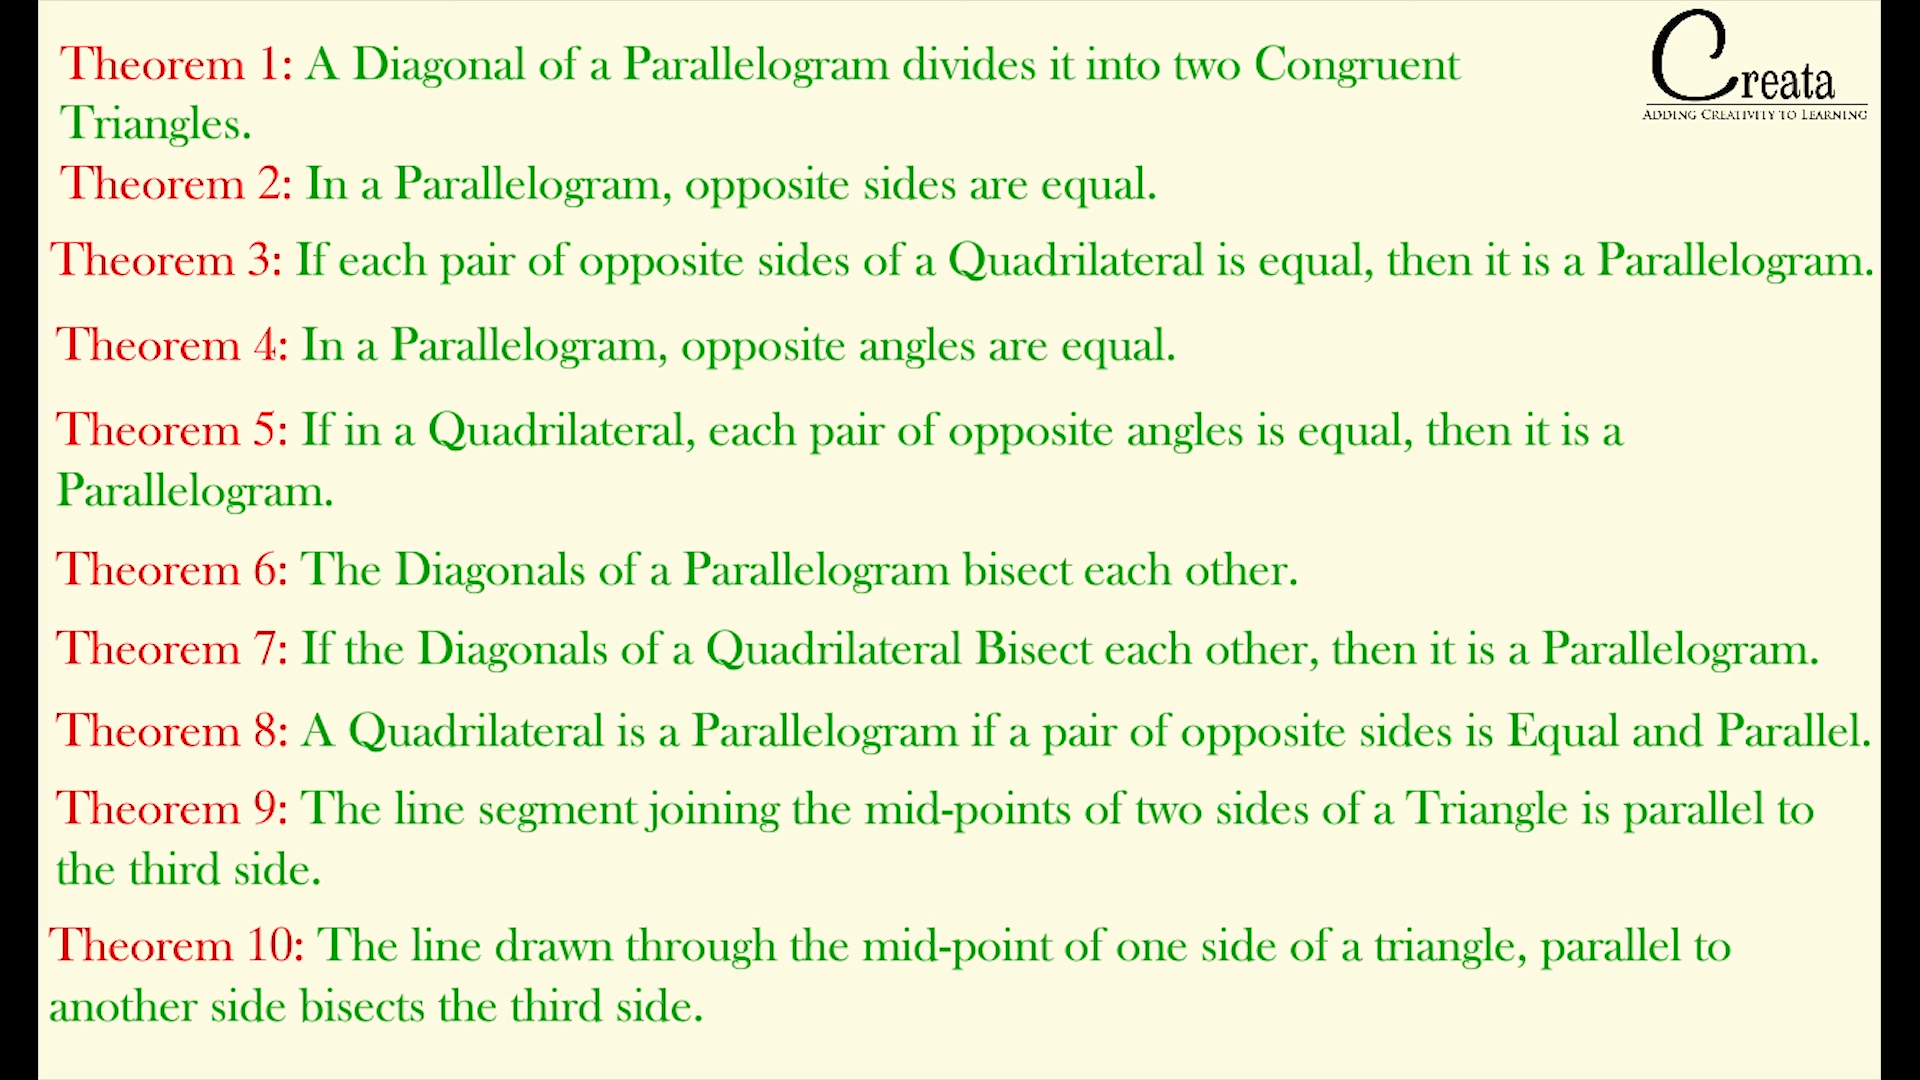 Theorem 1: A Diagonal of a Parallelogram divides it into two Congruent
Triangles.
Creata
ADDING CREATIVITY TO LEARNING
Theorem 2: In a Parallelogram, opposite sides are equal.
Theorem 3: If each pair of opposite sides of a Quadrilateral is equal, then it is a Parallelogram.
Theorem 4: In a Parallelogram, opposite angles are equal.
Theorem 5: If in a Quadrilateral, each pair of opposite angles is equal, then it is a
Parallelogram.
Theorem 6: The Diagonals of a Parallelogram bisect each other.
Theorem 7: If the Diagonals of a Quadrilateral Bisect each other, then it is a Parallelogram.
Theorem 8: A Quadrilateral is a Parallelogram if a pair of opposite sides is Equal and Parallel.
Theorem 9: The line segment joining the mid-points of two sides of a Triangle is parallel to
the third side.
Theorem 10: The line drawn through the mid-point of one side of a triangle, parallel to
another side bisects the third side.